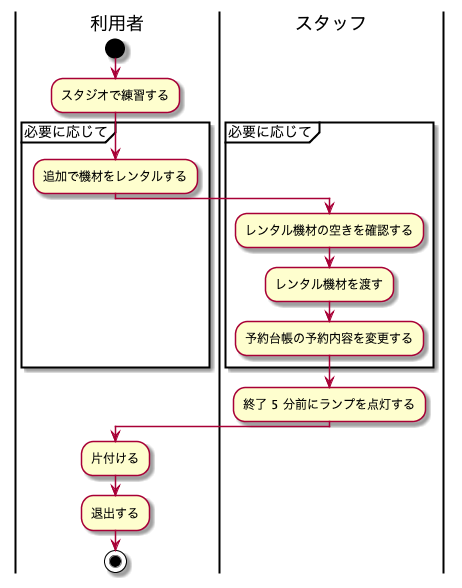 利用者
スタッフ
スタジオで練習する
必要に応じて
必要に応じて
追加で機材をレンタルする
レンタル機材の空きを確認する
レンタル機材を渡す
予約台帳の予約内容を変更する
終了 5 分前にランプを点灯する
片付ける
退出する